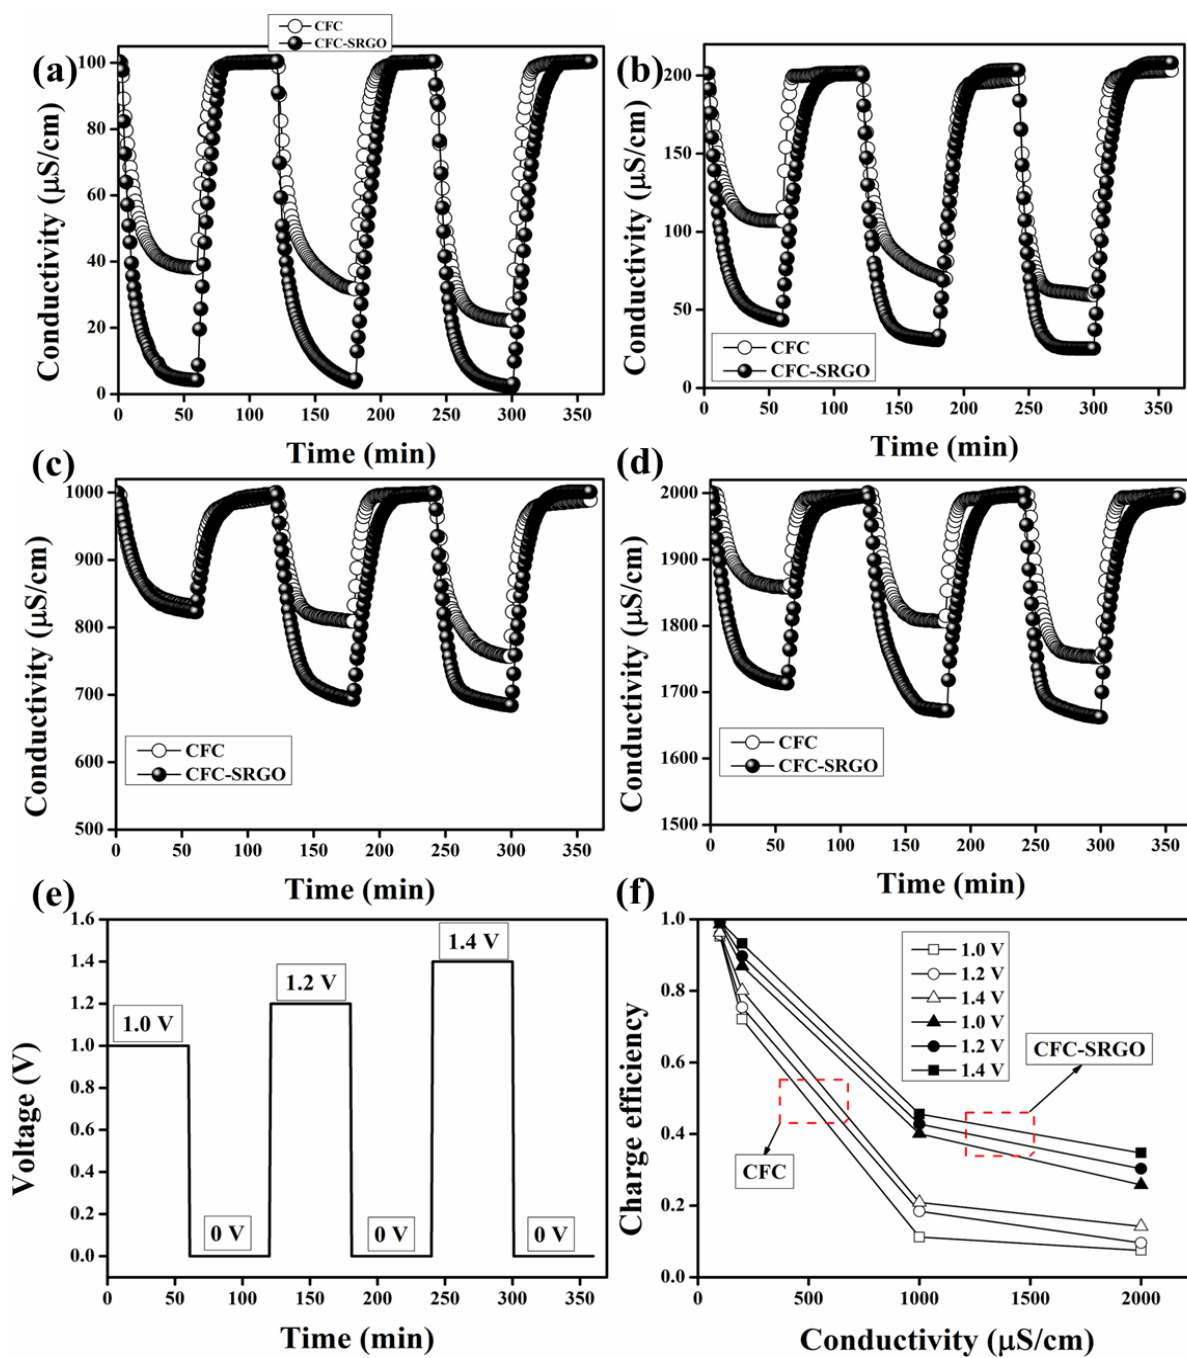 CFC
CFC-SRGO
(a)
Conductivity (μS/cm)
100
80
60
40
20
0
0 50 100 150 200 250 300 350
Time (min)
(b)
Conductivity (μS/cm)
200
150
100
50
0
CFC
CFC-SRGO
0 50 100 150 200 250 300 350
Time (min)
(c)
Conductivity (μS/cm)
1000
900
800
700
600
500
CFC
CFC-SRGO
0 50 100 150 200 250 300 350
Time (min)
(d)
Conductivity (μS/cm)
2000
1900
1800
1700
1600
1500
CFC
CFC-SRGO
0 50 100 150 200 250 300 350
Time (min)
(e)
Voltage (V)
1.6
1.4
1.2
1.0
0.8
0.6
0.4
0.2
0.0
1.0 V
0 V
1.2 V
0 V
1.4 V
0 V
0 50 100 150 200 250 300 350
Time (min)
(f)
Charge efficiency
1.0
0.8
0.6
0.4
0.2
0.0
1.0 V
1.2 V
1.4 V
1.0 V
1.2 V
1.4 V
CFC-SRGO
CFC
0 500 1000 1500 2000
Conductivity (μS/cm)